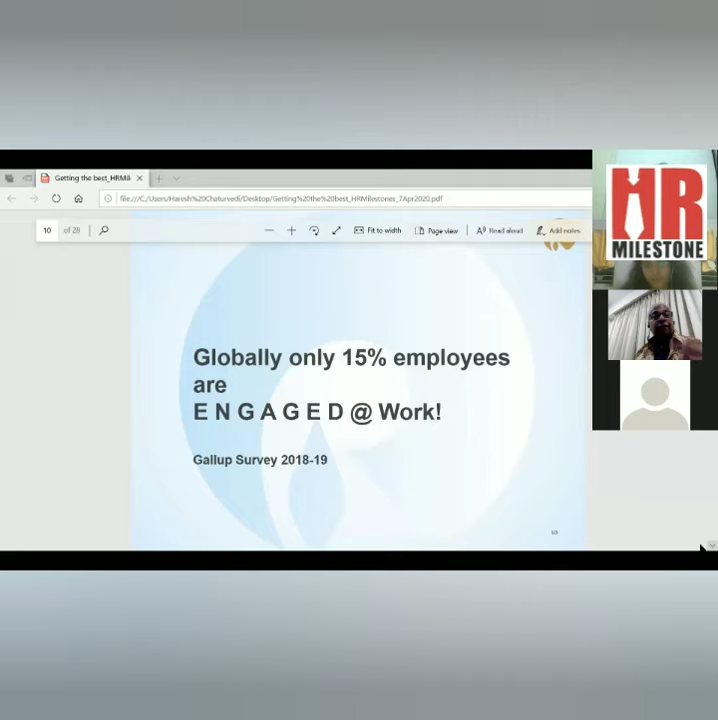 Getting the best_HRMil
file:///C:/Users/Haresh%20Chaturvedi/Desktop/Getting%20the%20best_HRMilestones_7Apr2020.pdf
10 of 28
Fit to width
Page view
Read aloud
Add notes
HR
MILESTONE
Globally only 15% employees
are
E N G A G E D @ Work!
Gallup Survey 2018-19